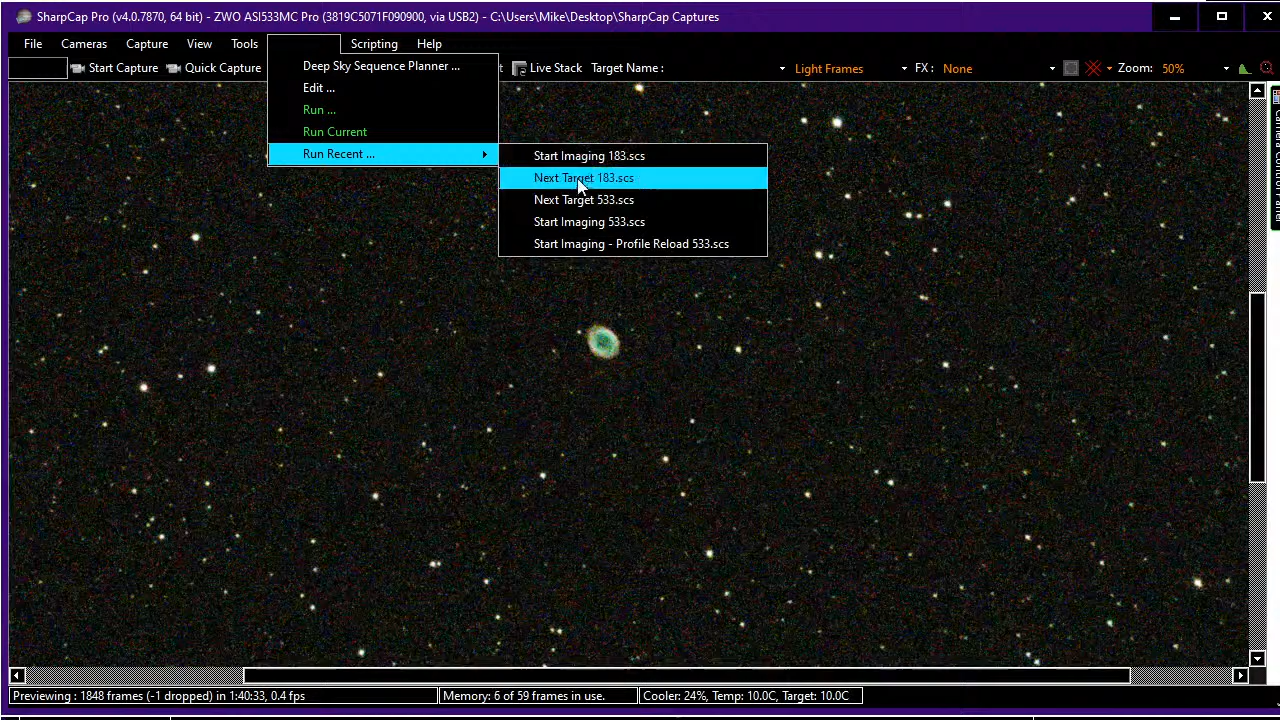 SharpCap Pro (v4.0.7870, 64 bit) - ZWO ASI533MC Pro (3819C5071F090900, via USB2) - C:\Users\Mike\Desktop\SharpCap Captures
File Cameras Capture View Tools Scripting Help
Start Capture Quick Capture Live Stack Target Name : Light Frames FX : None Zoom: 50%
Deep Sky Sequence Planner ...
Edit ...
Run ...
Run Current
Run Recent ...
Start Imaging 183.scs
Next Target 183.scs
Next Target 533.scs
Start Imaging 533.scs
Start Imaging - Profile Reload 533.scs
Previewing : 1848 frames (-1 dropped) in 1:40:33, 0.4 fps
Memory: 6 of 59 frames in use.
Cooler: 24%, Temp: 10.0C, Target: 10.0C